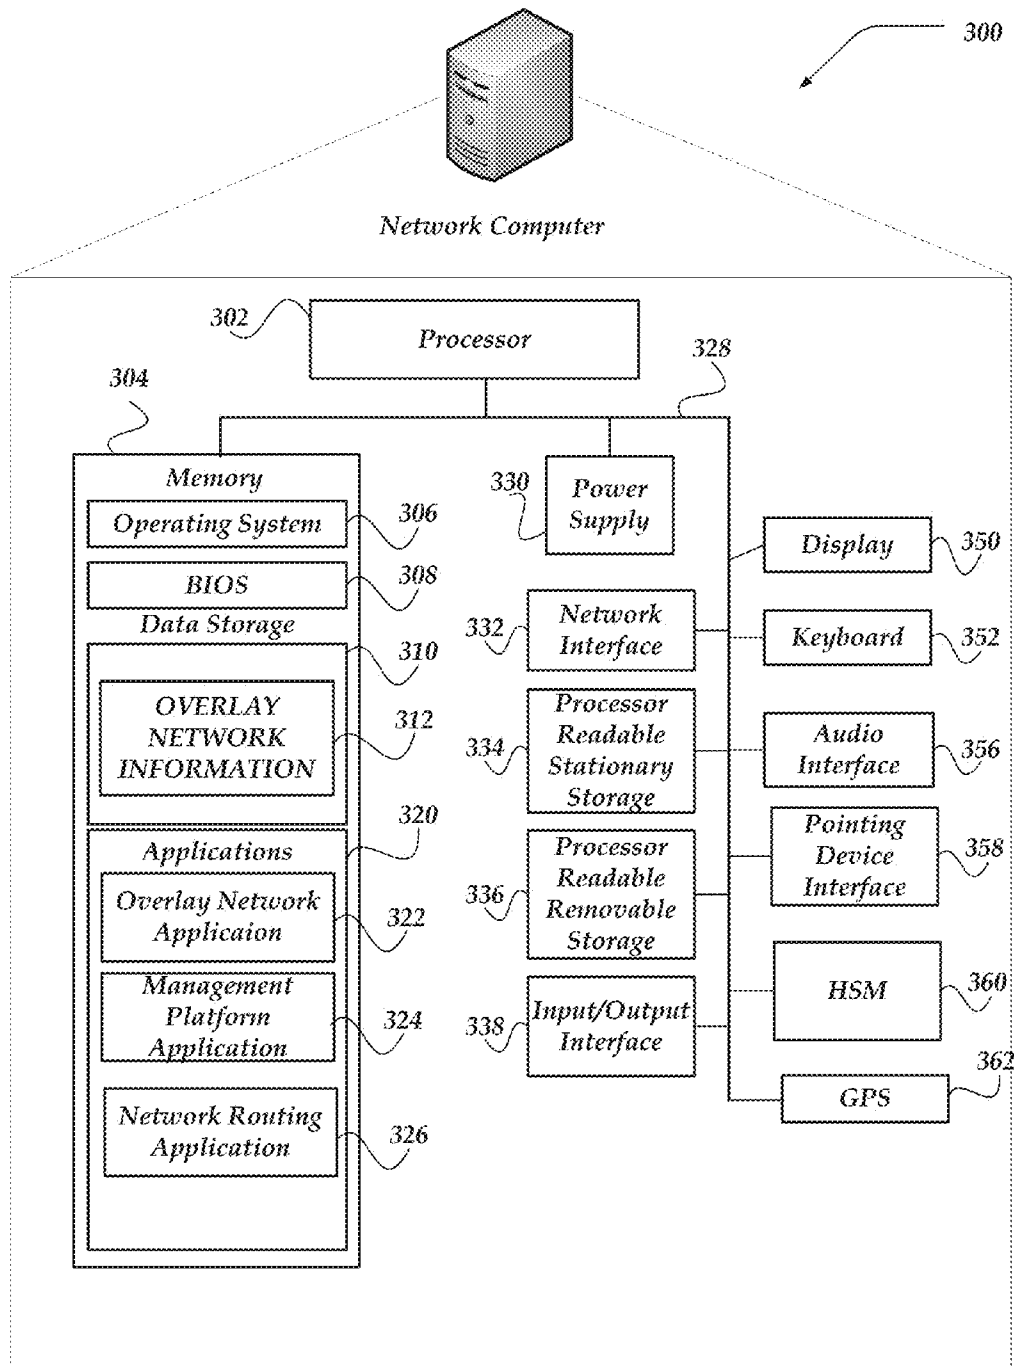 300
Network Computer
302
Processor
328
304
Memory
Operating System
306
BIOS
308
Data Storage
310
OVERLAY
NETWORK
INFORMATION
312
320
Applications
Overlay Network
Applicaion
322
Management
Platform
Application
324
Network Routing
Application
326
330
Power
Supply
332
Network
Interface
334
Processor
Readable
Stationary
Storage
336
Processor
Readable
Removable
Storage
338
Input/Output
Interface
Display
350
Keyboard
352
Audio
Interface
356
Pointing
Device
Interface
358
HSM
360
GPS
362